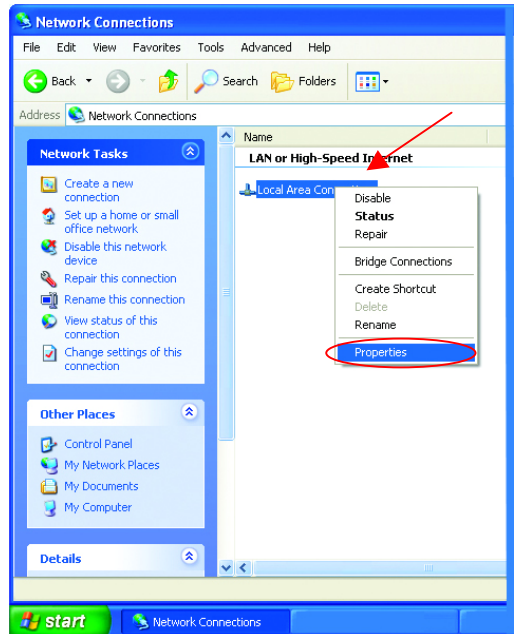 Network Connections
File Edit View Favorites Tools Advanced Help
Back Search Folders
Address Network Connections
Name
LAN or High-Speed Internet
Network Tasks
Create a new
connection
Set up a home or small
office network
Disable this network
device
Repair this connection
Rename this connection
View status of this
connection
Change settings of this
connection
Other Places
Control Panel
My Network Places
My Documents
My Computer
Details
Local Area
Disable
Status
Repair
Bridge Connections
Create Shortcut
Delete
Rename
Properties
start Network Connections